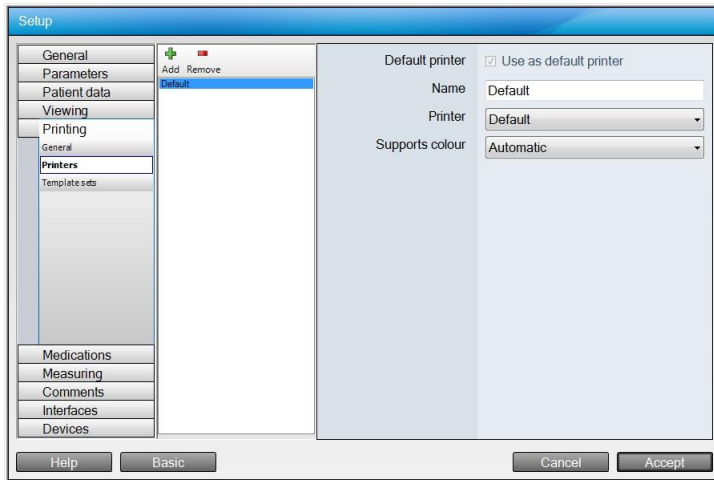 Setup
General
Parameters
Patient data
Viewing
Printing
General
Printers
Template sets
Medications
Measuring
Comments
Interfaces
Devices
Add Remove
Default
Default printer Use as default printer
Name Default
Printer Default
Supports colour Automatic
Help Basic Cancel Accept